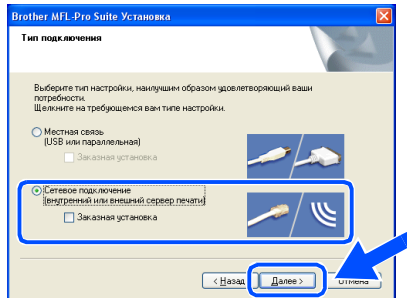 Brother MFL-Pro Suite Установка
Тип подключения
Выберите тип настройки, наилучшим образом удовлетворяющий ваши
потребности.
Щелкните на требующемся вам типе настройки.
Местная связь
(USB или параллельная)
Заказная установка
Сетевое подключение
(внутренний или внешний сервер печати)
Заказная установка
< Назад
Далее >
Отмена